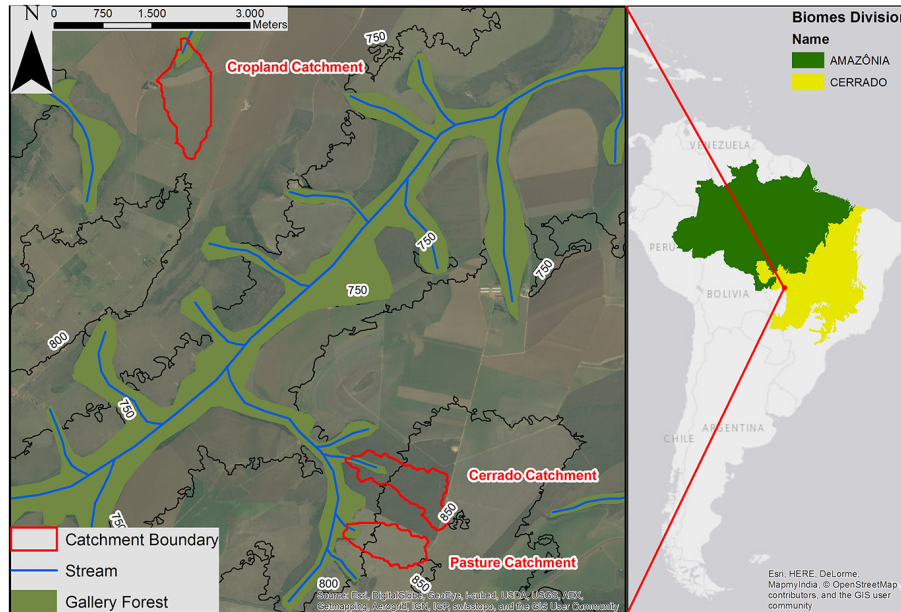 N
0 750 1.500 3.000
Meters
750
Cropland Catchment
750
750
750
800
750
750
Cerrado Catchment
850
Pasture Catchment
800
850
Catchment Boundary
Stream
Gallery Forest
Source: Esri, DigitalGlobe, GeoEye, i-cubed, USDA, USGS, AEX,
Getmapping, Aerogrid, IGN, IGP, swisstopo, and the GIS User Community
Biomes Division
Name
AMAZÔNIA
CERRADO
VENEZUELA
PERU
BOLIVIA
CHILE
ARGENTINA
Esri, HERE, DeLorme,
MapmyIndia, © OpenStreetMap
contributors, and the GIS user
community